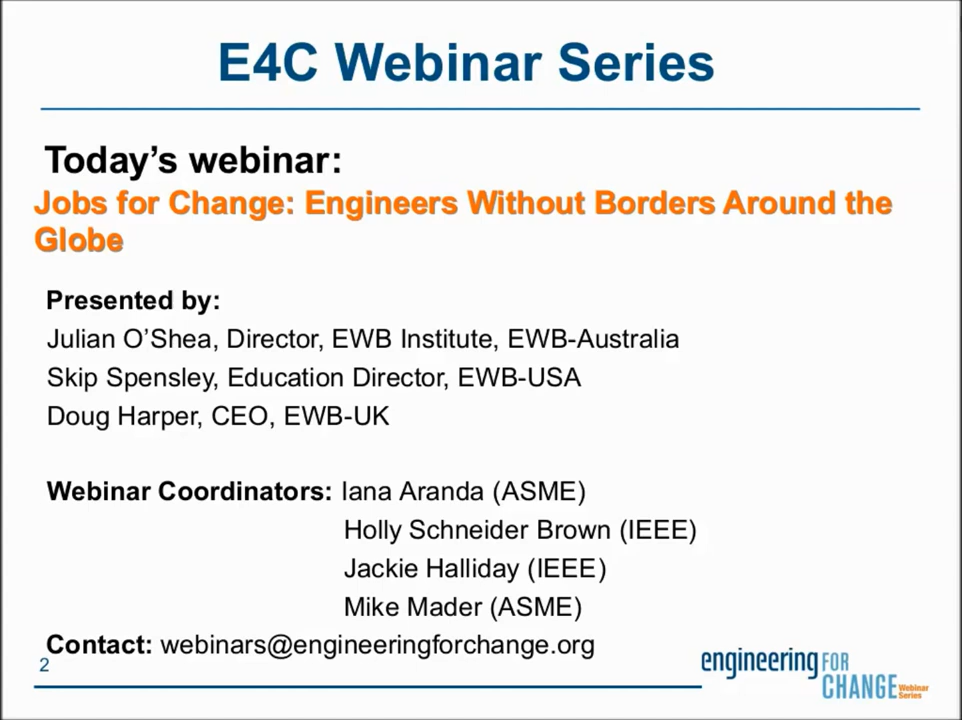 E4C Webinar Series
Today’s webinar:
Jobs for Change: Engineers Without Borders Around the
Globe
Presented by:
Julian O’Shea, Director, EWB Institute, EWB-Australia
Skip Spensley, Education Director, EWB-USA
Doug Harper, CEO, EWB-UK
Webinar Coordinators: Iana Aranda (ASME)
Holly Schneider Brown (IEEE)
Jackie Halliday (IEEE)
Mike Mader (ASME)
Contact: webinars@engineeringforchange.org
2
engineering FOR
CHANGE Webinar
Series